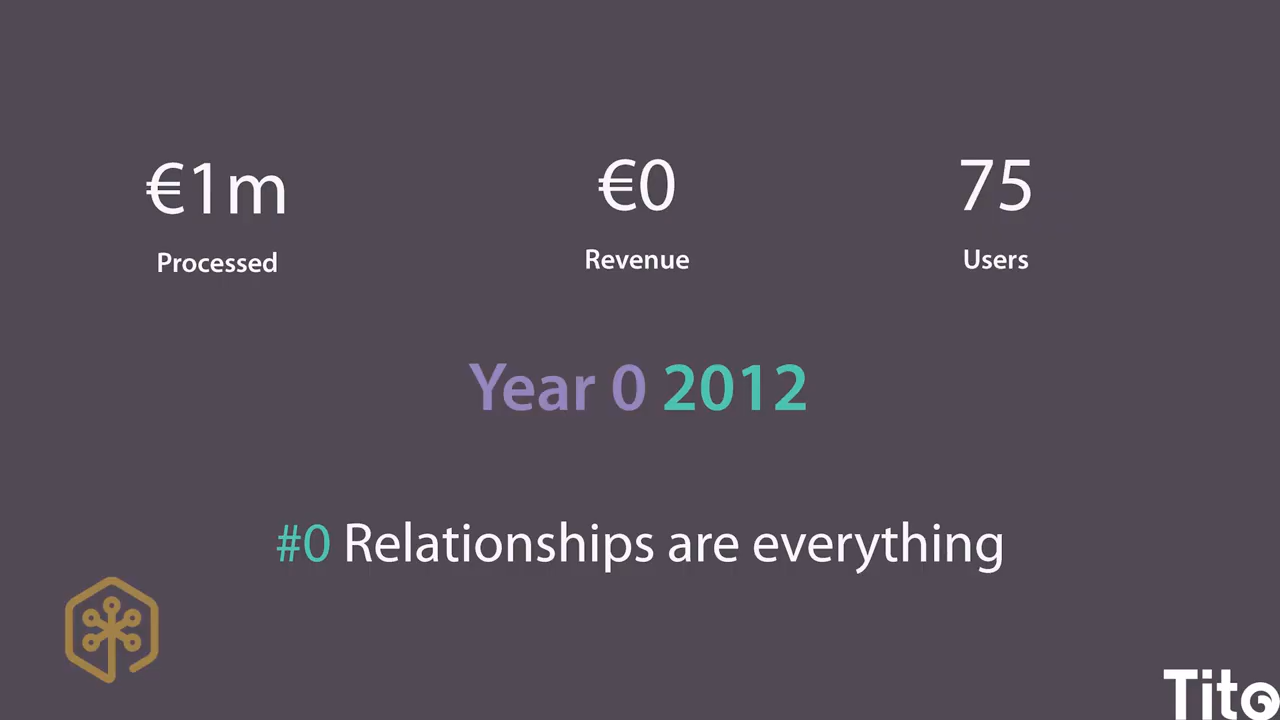 €1m €0 75
Processed Revenue Users
Year 0 2012
#0 Relationships are everything
Tito